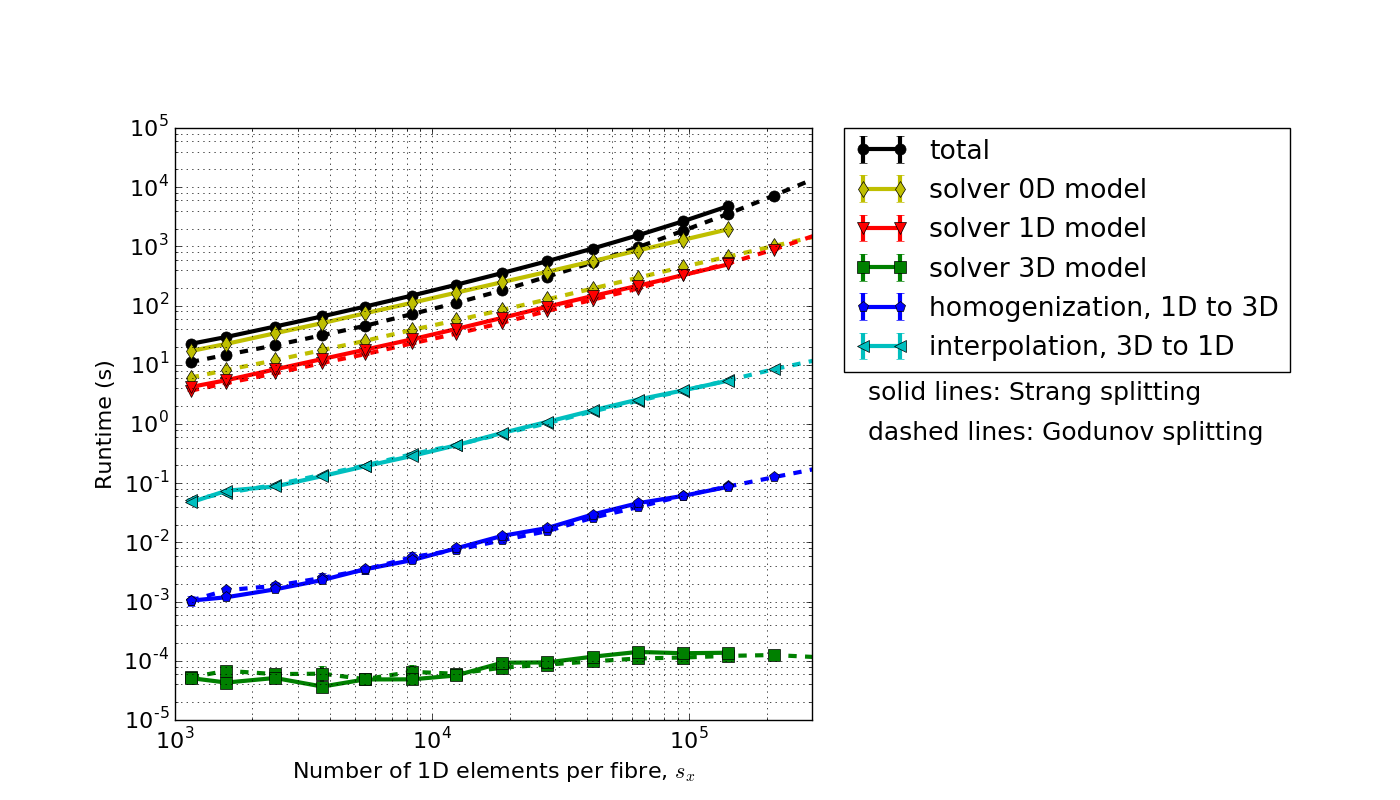 10^5
10^4
10^3
10^2
10^1
10^0
10^-1
10^-2
10^-3
10^-4
10^-5
Runtime (s)
10^3 10^4 10^5
Number of 1D elements per fibre, s_x
total
solver 0D model
solver 1D model
solver 3D model
homogenization, 1D to 3D
interpolation, 3D to 1D
solid lines: Strang splitting
dashed lines: Godunov splitting